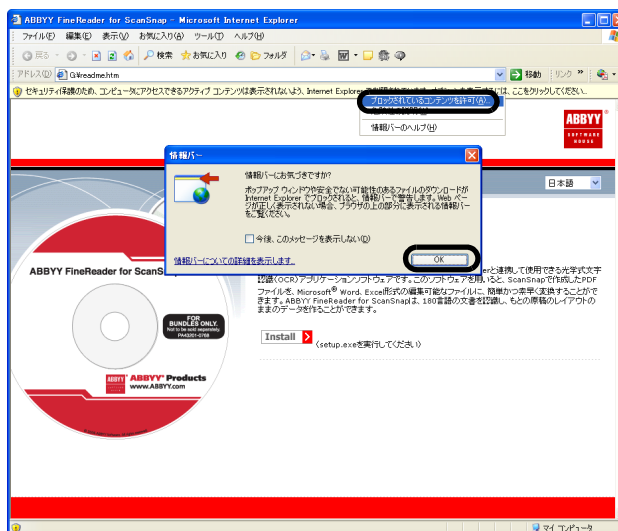 ABBYY FineReader for ScanSnap - Microsoft Internet Explorer
ファイル(F) 編集(E) 表示(V) お気に入り(A) ツール(T) ヘルプ(H)
戻る 検索 お気に入り フォルダ
アドレス(D) G:¥readme.htm 移動 リンク »
セキュリティ保護のため、コンピュータにアクセスできるアクティブ コンテンツは表示されないよう、Internet Explorer
ここをクリックしてください...
ブロックされているコンテンツを許可(A)...
情報バーのヘルプ(H)
ABBYY
SOFTWARE
HOUSE
日本語
情報バー
情報バーにお気づきですか?
ポップアップ ウィンドウや安全でない可能性のあるファイルのダウンロードが
Internet Explorer でブロックされると、情報バーで警告します。Web ペー
ジが正しく表示されない場合、ブラウザの上の部分に表示される情報バー
をご覧ください。
今後、このメッセージを表示しない(D)
情報バーについての詳細を表示します。
OK
ABBYY FineReader for ScanS
erと連携して使用できる光学式文字
認識(OCR)アプリケーションソフトウェアです。このソフトウェアを用いると、ScanSnapで作成したPDF
ファイルを、Microsoft® Word、Excel形式の編集可能なファイルに、簡単かつ素早く変換することがで
きます。ABBYY FineReader for ScanSnapは、180言語の文書を認識し、もとの原稿のレイアウトの
ままのデータを作ることができます。
FOR
BUNDLES ONLY.
Not to be sold seperately.
PA43201-0768
Install
(setup.exeを実行してください)
ABBYY ABBYY® Products
www.ABBYY.com
マイ コンピュータ